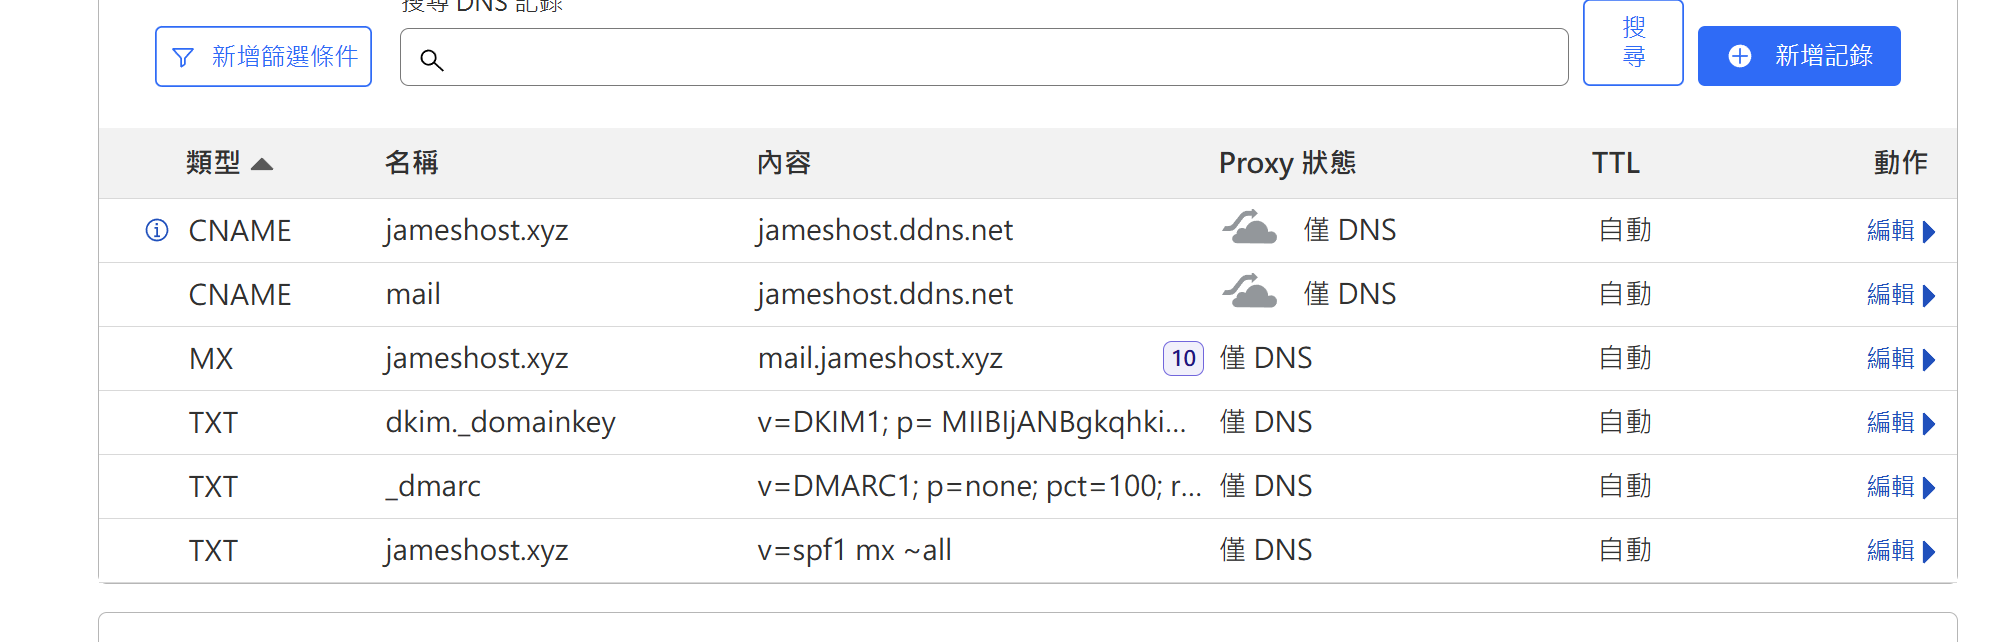 搜尋 DNS 記錄
新增篩選條件
搜尋
新增記錄
類型 名稱 內容 Proxy 狀態 TTL 動作
CNAME jameshost.xyz jameshost.ddns.net 僅 DNS 自動 編輯
CNAME mail jameshost.ddns.net 僅 DNS 自動 編輯
MX jameshost.xyz mail.jameshost.xyz 10 僅 DNS 自動 編輯
TXT dkim._domainkey v=DKIM1; p= MIIBIjANBgkqhki... 僅 DNS 自動 編輯
TXT _dmarc v=DMARC1; p=none; pct=100; r... 僅 DNS 自動 編輯
TXT jameshost.xyz v=spf1 mx ~all 僅 DNS 自動 編輯